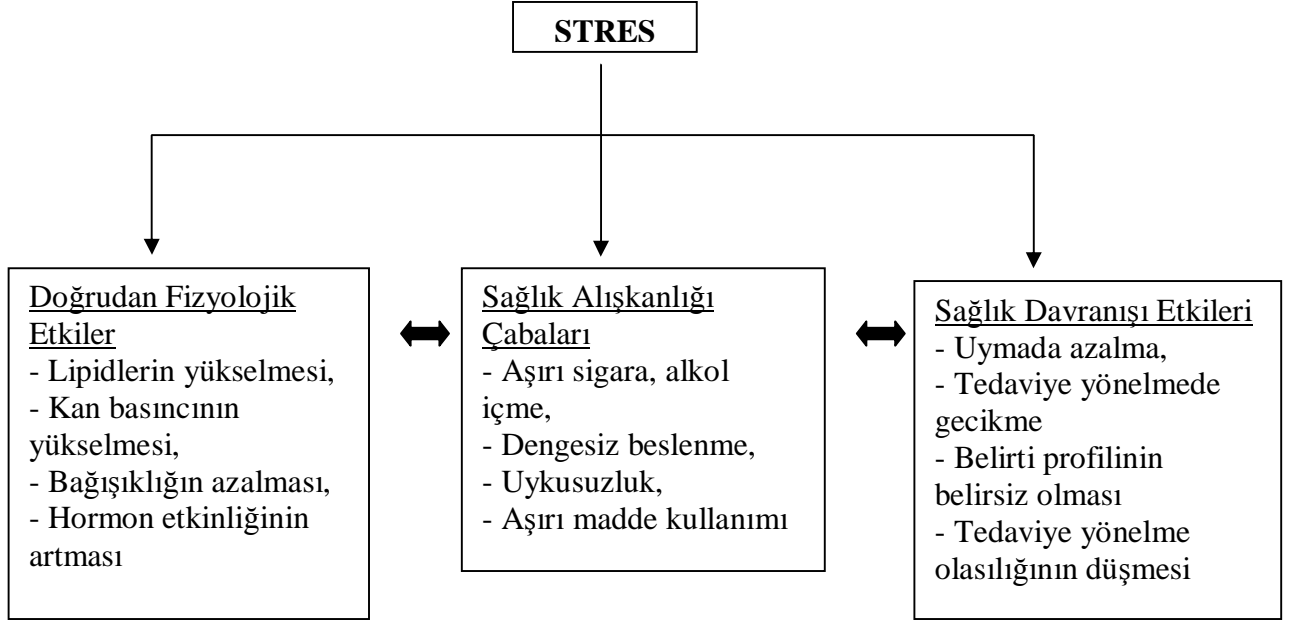 STRES
Doğrudan Fizyolojik
Etkiler
- Lipidlerin yükselmesi,
- Kan basıncının
yükselmesi,
- Bağışıklığın azalması,
- Hormon etkinliğinin
artması
Sağlık Alışkanlığı
Çabaları
- Aşırı sigara, alkol
içme,
- Dengesiz beslenme,
- Uykusuzluk,
- Aşırı madde kullanımı
Sağlık Davranışı Etkileri
- Uymada azalma,
- Tedaviye yönelmede
gecikme
- Belirti profilinin
belirsiz olması
- Tedaviye yönelme
olasılığının düşmesi